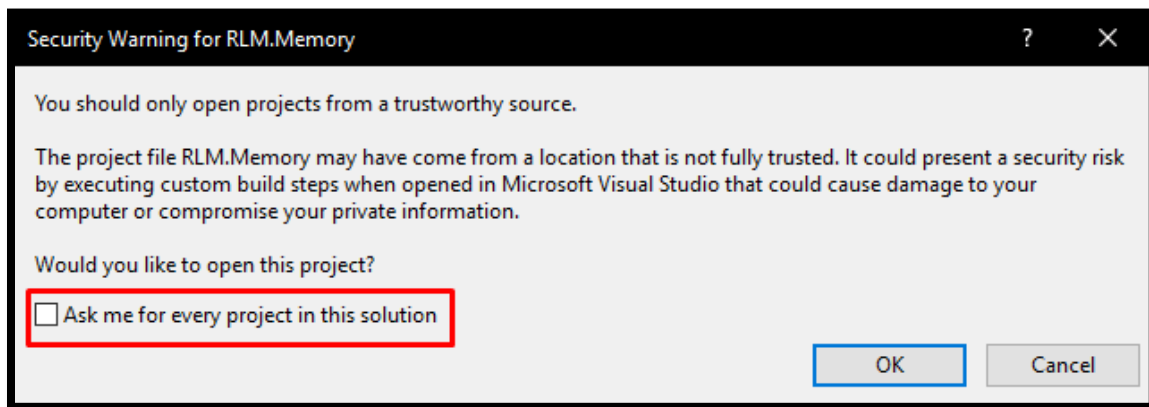 Security Warning for RLM.Memory
?
You should only open projects from a trustworthy source.
The project file RLM.Memory may have come from a location that is not fully trusted. It could present a security risk
by executing custom build steps when opened in Microsoft Visual Studio that could cause damage to your
computer or compromise your private information.
Would you like to open this project?
Ask me for every project in this solution
OK
Cancel